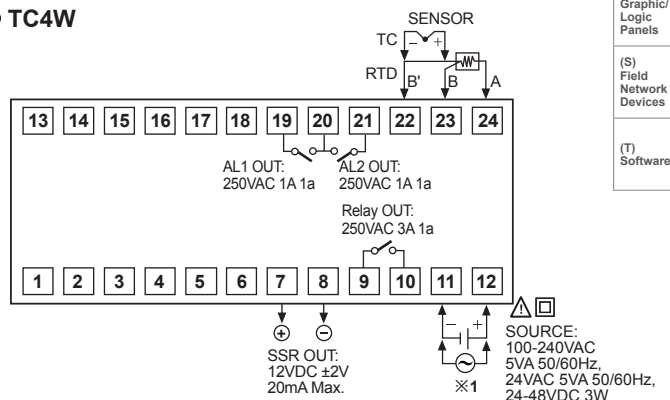 TC4W
SENSOR
TC
− +
RTD
B' B A
13 14 15 16 17 18 19 20 21 22 23 24
AL1 OUT:
250VAC 1A 1a
AL2 OUT:
250VAC 1A 1a
Relay OUT:
250VAC 3A 1a
1 2 3 4 5 6 7 8 9 10 11 12
+ −
SSR OUT:
12VDC ±2V
20mA Max.
− +
※1
SOURCE:
100-240VAC
5VA 50/60Hz,
24VAC 5VA 50/60Hz,
24-48VDC 3W
Graphic/
Logic
Panels
(S)
Field
Network
Devices
(T)
Software